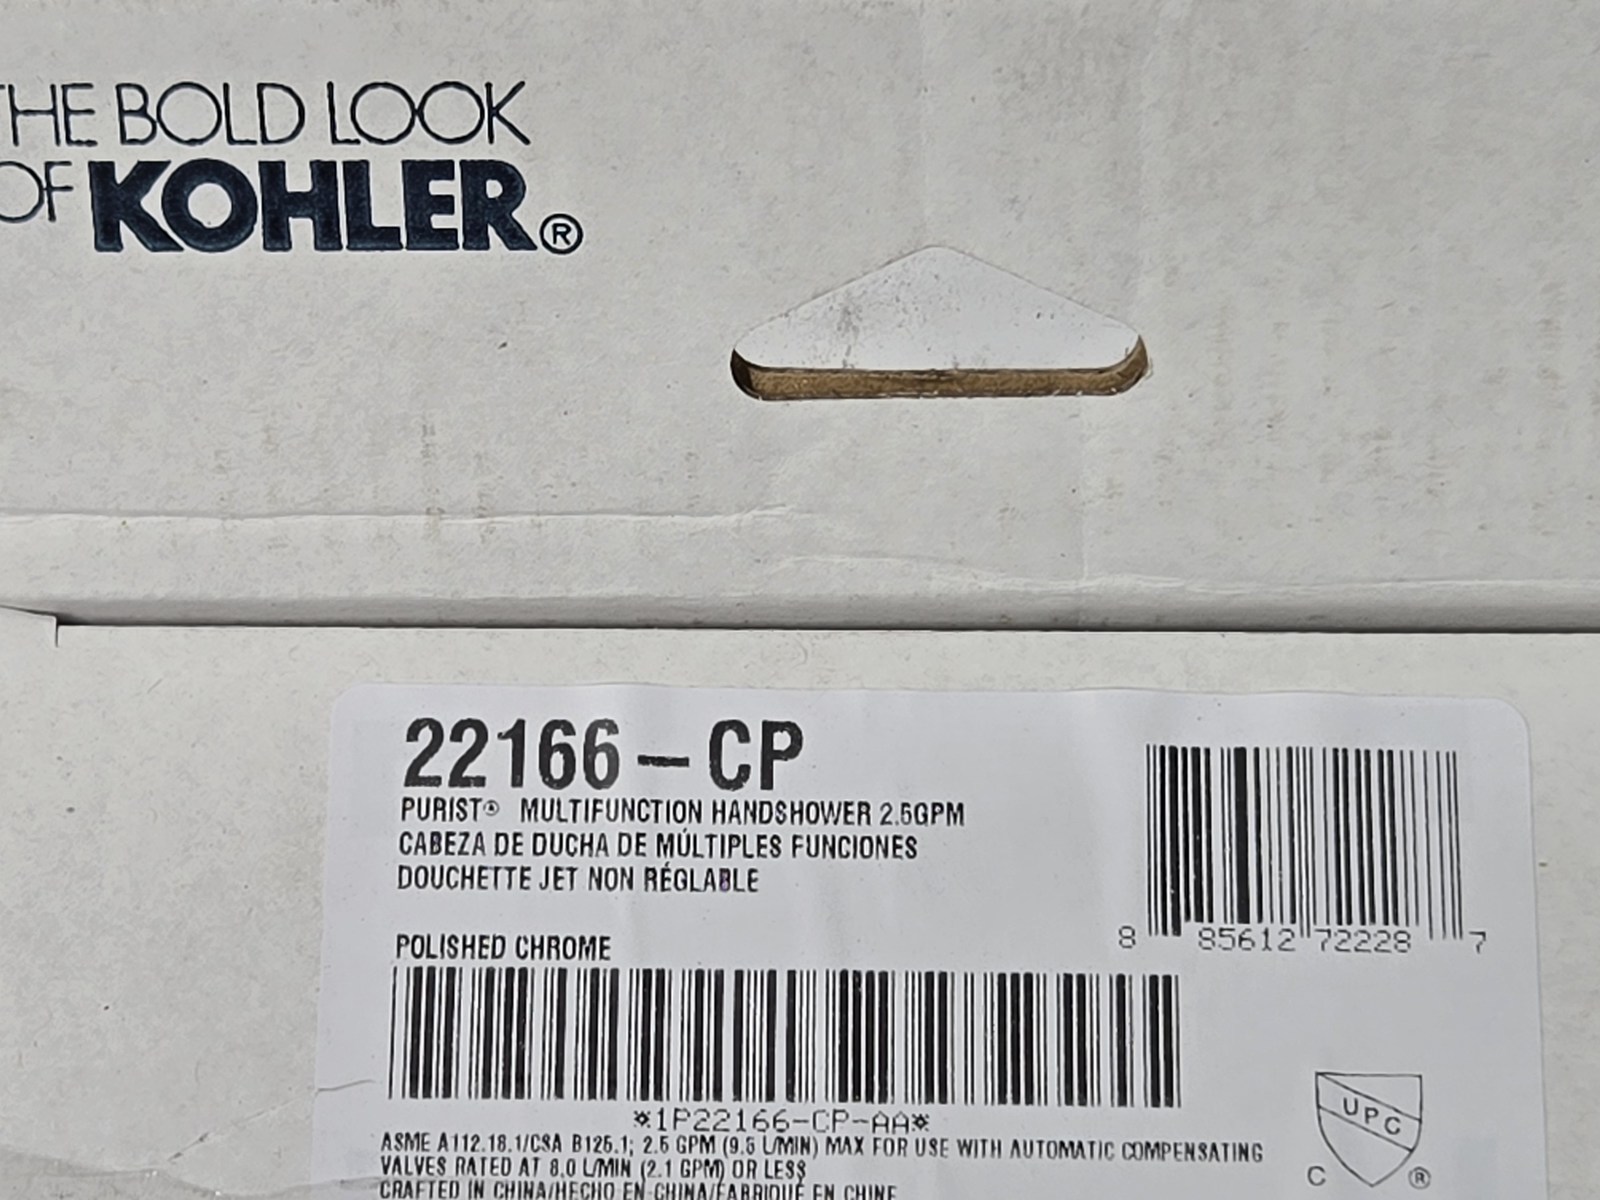 THE BOLD LOOK
OF KOHLER®
22166-CP
PURIST® MULTIFUNCTION HANDSHOWER 2.5GPM
CABEZA DE DUCHA DE MÚLTIPLES FUNCIONES
DOUCHETTE JET NON RÉGLABLE
POLISHED CHROME
8 85612 72228 7
*1P22166-CP-AA*
ASME A112.18.1/CSA B125.1; 2.5 GPM (9.5 L/MIN) MAX FOR USE WITH AUTOMATIC COMPENSATING
VALVES RATED AT 8.0 L/MIN (2.1 GPM) OR LESS
CRAFTED IN CHINA/HECHO EN CHINA/FABRIQUÉ EN CHINE
UPC
C ®